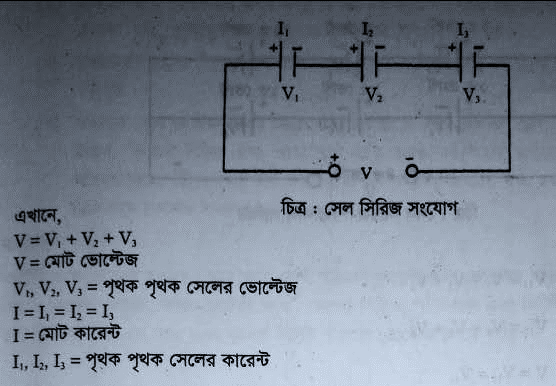 I₁ I₂ I₃
+ - + - + -
V₁ V₂ V₃
+ V -
চিত্র : সেল সিরিজ সংযোগ
এখানে,
V = V₁ + V₂ + V₃
V = মোট ভোল্টেজ
V₁, V₂, V₃ = পৃথক পৃথক সেলের ভোল্টেজ
I = I₁ = I₂ = I₃
I = মোট কারেন্ট
I₁, I₂, I₃ = পৃথক পৃথক সেলের কারেন্ট